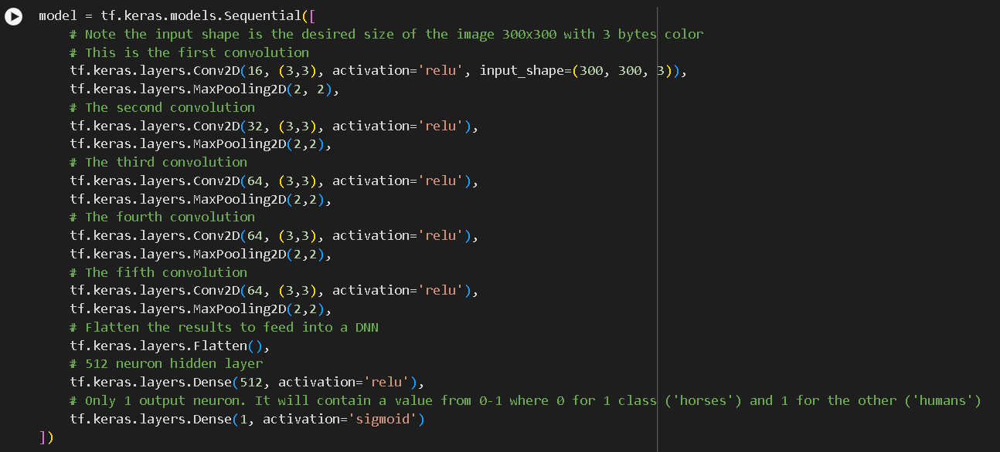 model = tf.keras.models.Sequential([
    # Note the input shape is the desired size of the image 300x300 with 3 bytes color
    # This is the first convolution
    tf.keras.layers.Conv2D(16, (3,3), activation='relu', input_shape=(300, 300, 3)),
    tf.keras.layers.MaxPooling2D(2, 2),
    # The second convolution
    tf.keras.layers.Conv2D(32, (3,3), activation='relu'),
    tf.keras.layers.MaxPooling2D(2,2),
    # The third convolution
    tf.keras.layers.Conv2D(64, (3,3), activation='relu'),
    tf.keras.layers.MaxPooling2D(2,2),
    # The fourth convolution
    tf.keras.layers.Conv2D(64, (3,3), activation='relu'),
    tf.keras.layers.MaxPooling2D(2,2),
    # The fifth convolution
    tf.keras.layers.Conv2D(64, (3,3), activation='relu'),
    tf.keras.layers.MaxPooling2D(2,2),
    # Flatten the results to feed into a DNN
    tf.keras.layers.Flatten(),
    # 512 neuron hidden layer
    tf.keras.layers.Dense(512, activation='relu'),
    # Only 1 output neuron. It will contain a value from 0-1 where 0 for 1 class ('horses') and 1 for the other ('humans')
    tf.keras.layers.Dense(1, activation='sigmoid')
])